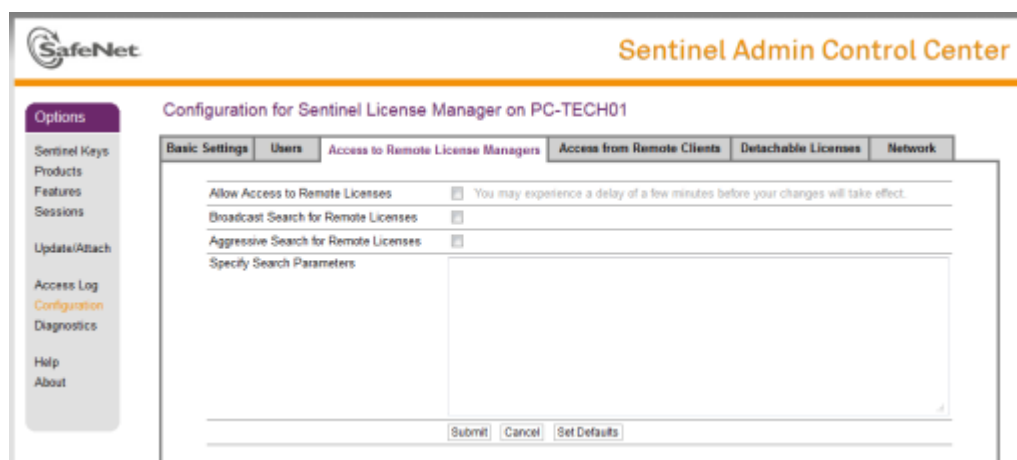 SafeNet.
Sentinel Admin Control Center
Options
Sentinel Keys
Products
Features
Sessions
Update/Attach
Access Log
Configuration
Diagnostics
Help
About
Configuration for Sentinel License Manager on PC-TECH01
Basic Settings Users Access to Remote License Managers Access from Remote Clients Detachable Licenses Network
Allow Access to Remote Licenses You may experience a delay of a few minutes before your changes will take effect.
Broadcast Search for Remote Licenses
Aggressive Search for Remote Licenses
Specify Search Parameters
Submit Cancel Set Defaults